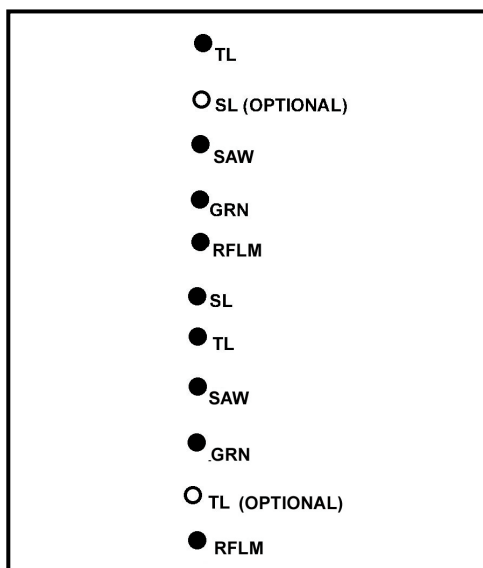 TL
SL (OPTIONAL)
SAW
GRN
RFLM
SL
TL
SAW
GRN
TL (OPTIONAL)
RFLM